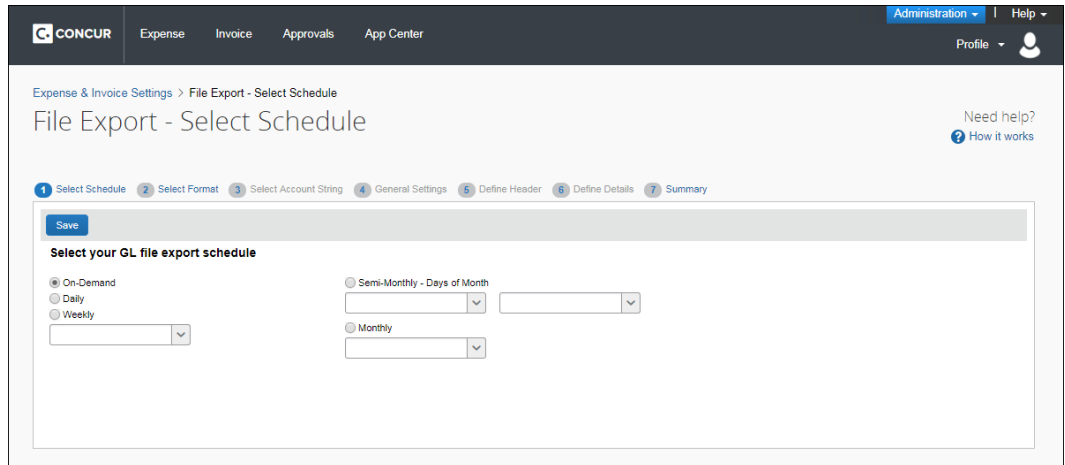 Administration | Help
C. CONCUR Expense Invoice Approvals App Center
Profile
Expense & Invoice Settings > File Export - Select Schedule
File Export - Select Schedule
Need help?
? How it works
1 Select Schedule 2 Select Format 3 Select Account String 4 General Settings 5 Define Header 6 Define Details 7 Summary
Save
Select your GL file export schedule
On-Demand
Daily
Weekly
Semi-Monthly - Days of Month
Monthly